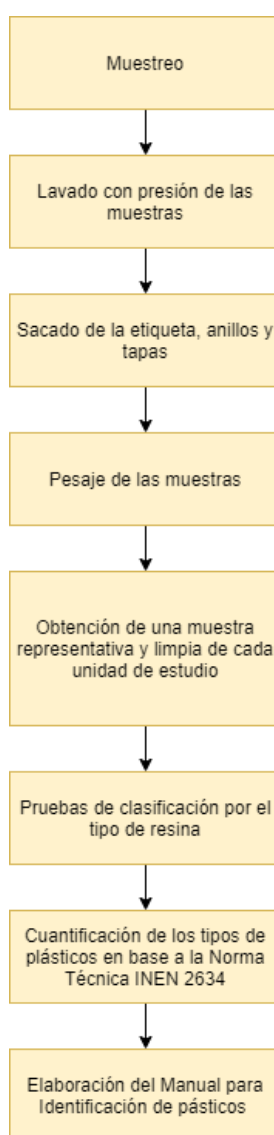 Muestreo
Lavado con presión de las
muestras
Sacado de la etiqueta, anillos y
tapas
Pesaje de las muestras
Obtención de una muestra
representativa y limpia de cada
unidad de estudio
Pruebas de clasificación por el
tipo de resina
Cuantificación de los tipos de
plásticos en base a la Norma
Técnica INEN 2634
Elaboración del Manual para
Identificación de pásticos